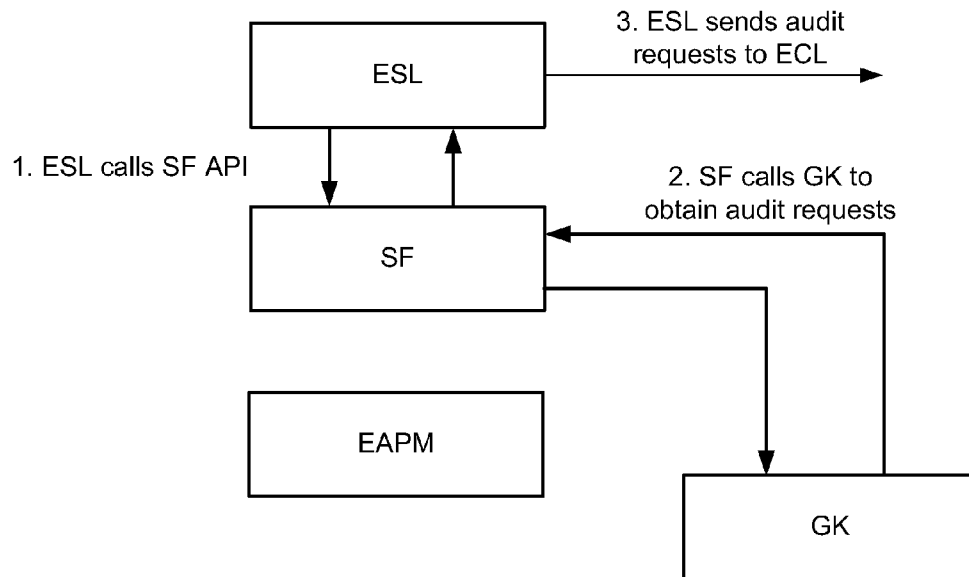 3. ESL sends audit
requests to ECL
ESL
1. ESL calls SF API
2. SF calls GK to
obtain audit requests
SF
EAPM
GK